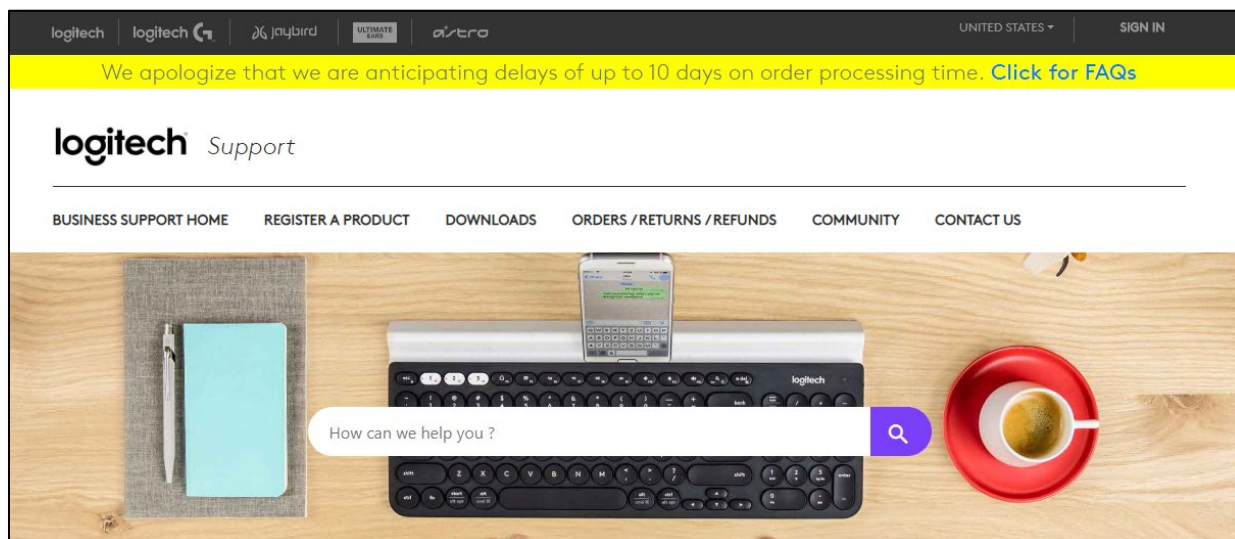 logitech logitech G jaybird ULTIMATE EARS ASTRO UNITED STATES SIGN IN
We apologize that we are anticipating delays of up to 10 days on order processing time. Click for FAQs
logitech Support
BUSINESS SUPPORT HOME REGISTER A PRODUCT DOWNLOADS ORDERS / RETURNS / REFUNDS COMMUNITY CONTACT US
logitech
How can we help you ?
shift Z X C V B N M shift